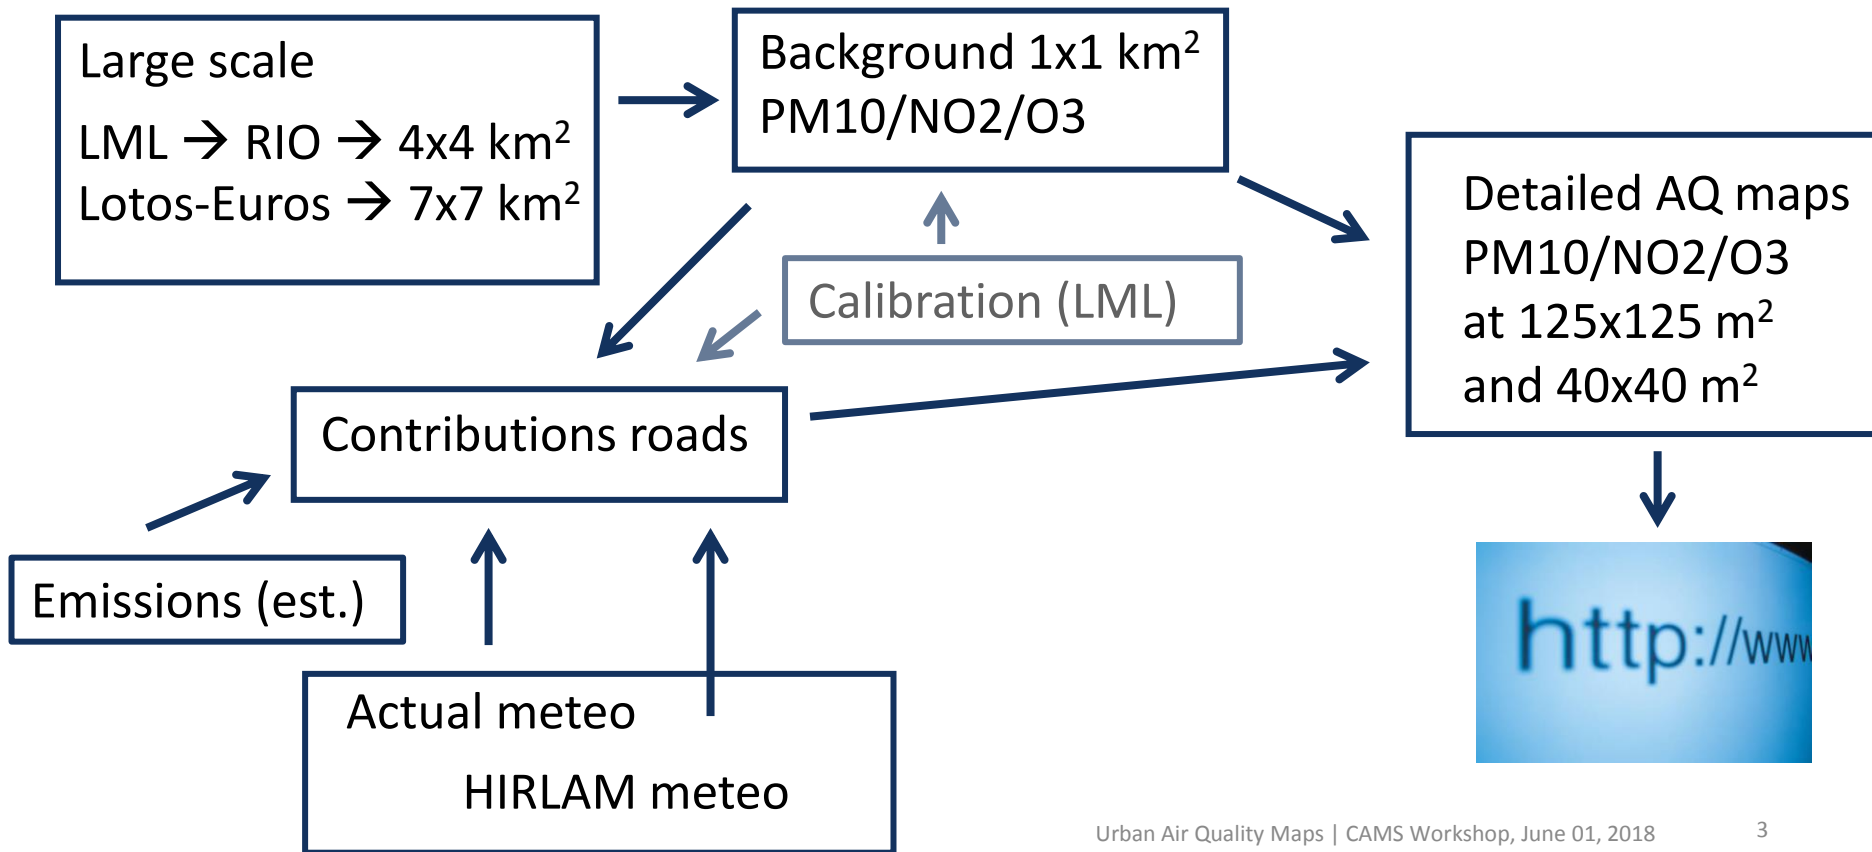 Large scale
LML → RIO → 4x4 km²
Lotos-Euros → 7x7 km²
Background 1x1 km²
PM10/NO2/O3
Calibration (LML)
Detailed AQ maps
PM10/NO2/O3
at 125x125 m²
and 40x40 m²
Contributions roads
Emissions (est.)
Actual meteo
HIRLAM meteo
http://www
Urban Air Quality Maps | CAMS Workshop, June 01, 2018
3